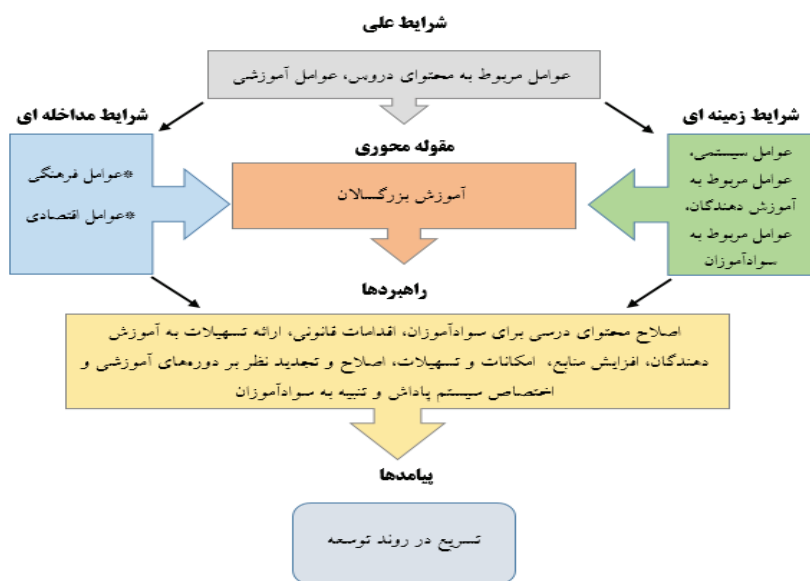 شرایط علی
عوامل مربوط به محتوای دروس، عوامل آموزشی
شرایط زمینه ای
عوامل سیستمی،
عوامل مربوط به
آموزش دهندگان،
عوامل مربوط به
سوادآموزان
مقوله محوری
آموزش بزرگسالان
شرایط مداخله ای
*عوامل فرهنگی
*عوامل اقتصادی
راهبردها
اصلاح محتوای درسی برای سوادآموزان، اقدامات قانونی، ارائه تسهیلات به آموزش
دهندگان، افزایش منابع، امکانات و تسهیلات، اصلاح و تجدید نظر بر دوره‌های آموزشی و
اختصاص سیستم پاداش و تنبیه به سوادآموزان
پیامدها
تسریع در روند توسعه